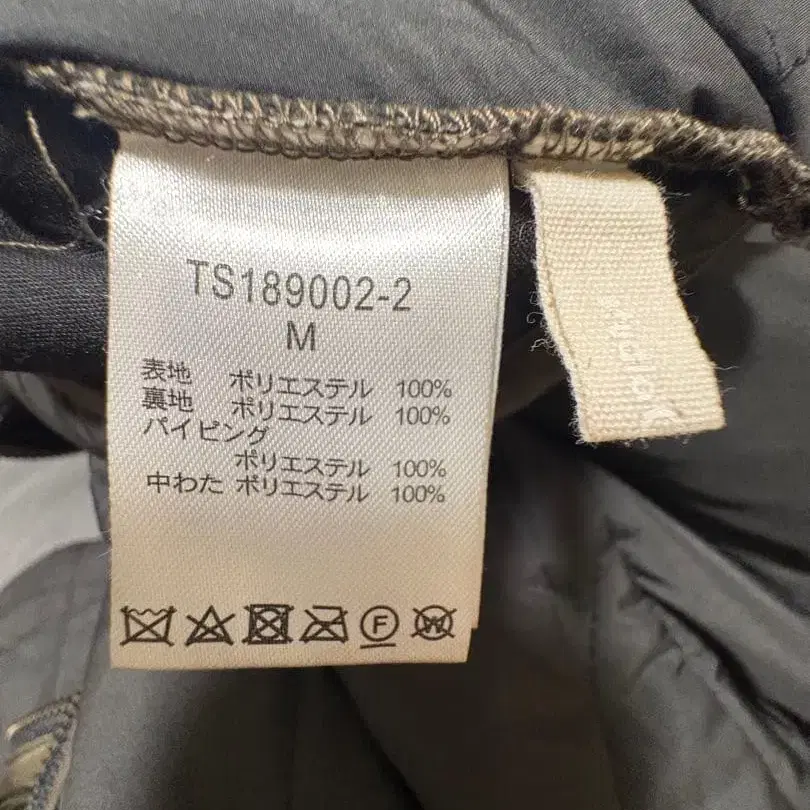 TS189002-2
M
表地 ポリエステル 100%
裏地 ポリエステル 100%
パイピング
ポリエステル 100%
中わた ポリエステル 100%
F
W